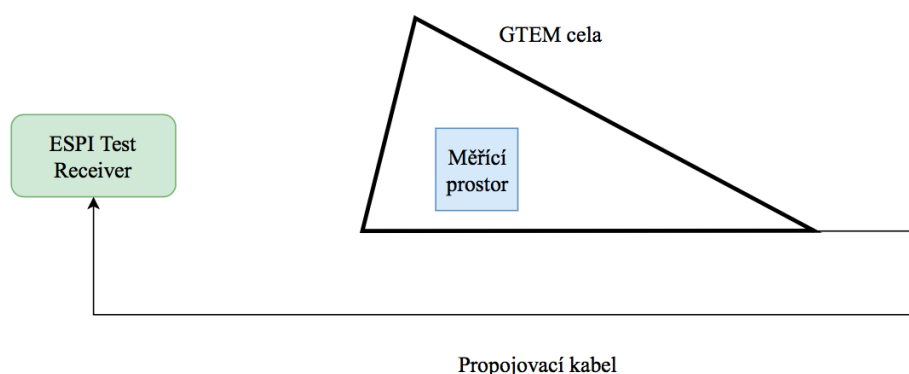 GTEM cela
ESPI Test
Receiver
Měřící
prostor
Propojovací kabel